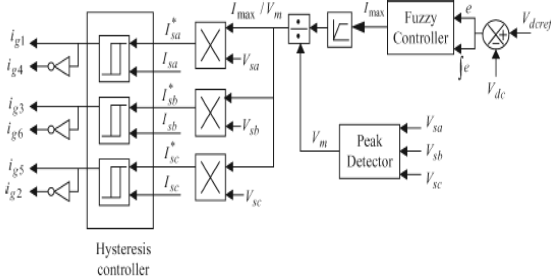 i_g1
i_g4
i_g3
i_g6
i_g5
i_g2
I*_sa
I_sa
I*_sb
I_sb
I*_sc
I_sc
I_max / V_m
V_sa
V_sb
V_sc
I_max
Fuzzy
Controller
e
∫e
V_dcref
V_dc
+
−
÷
V_m
Peak
Detector
V_sa
V_sb
V_sc
Hysteresis
controller